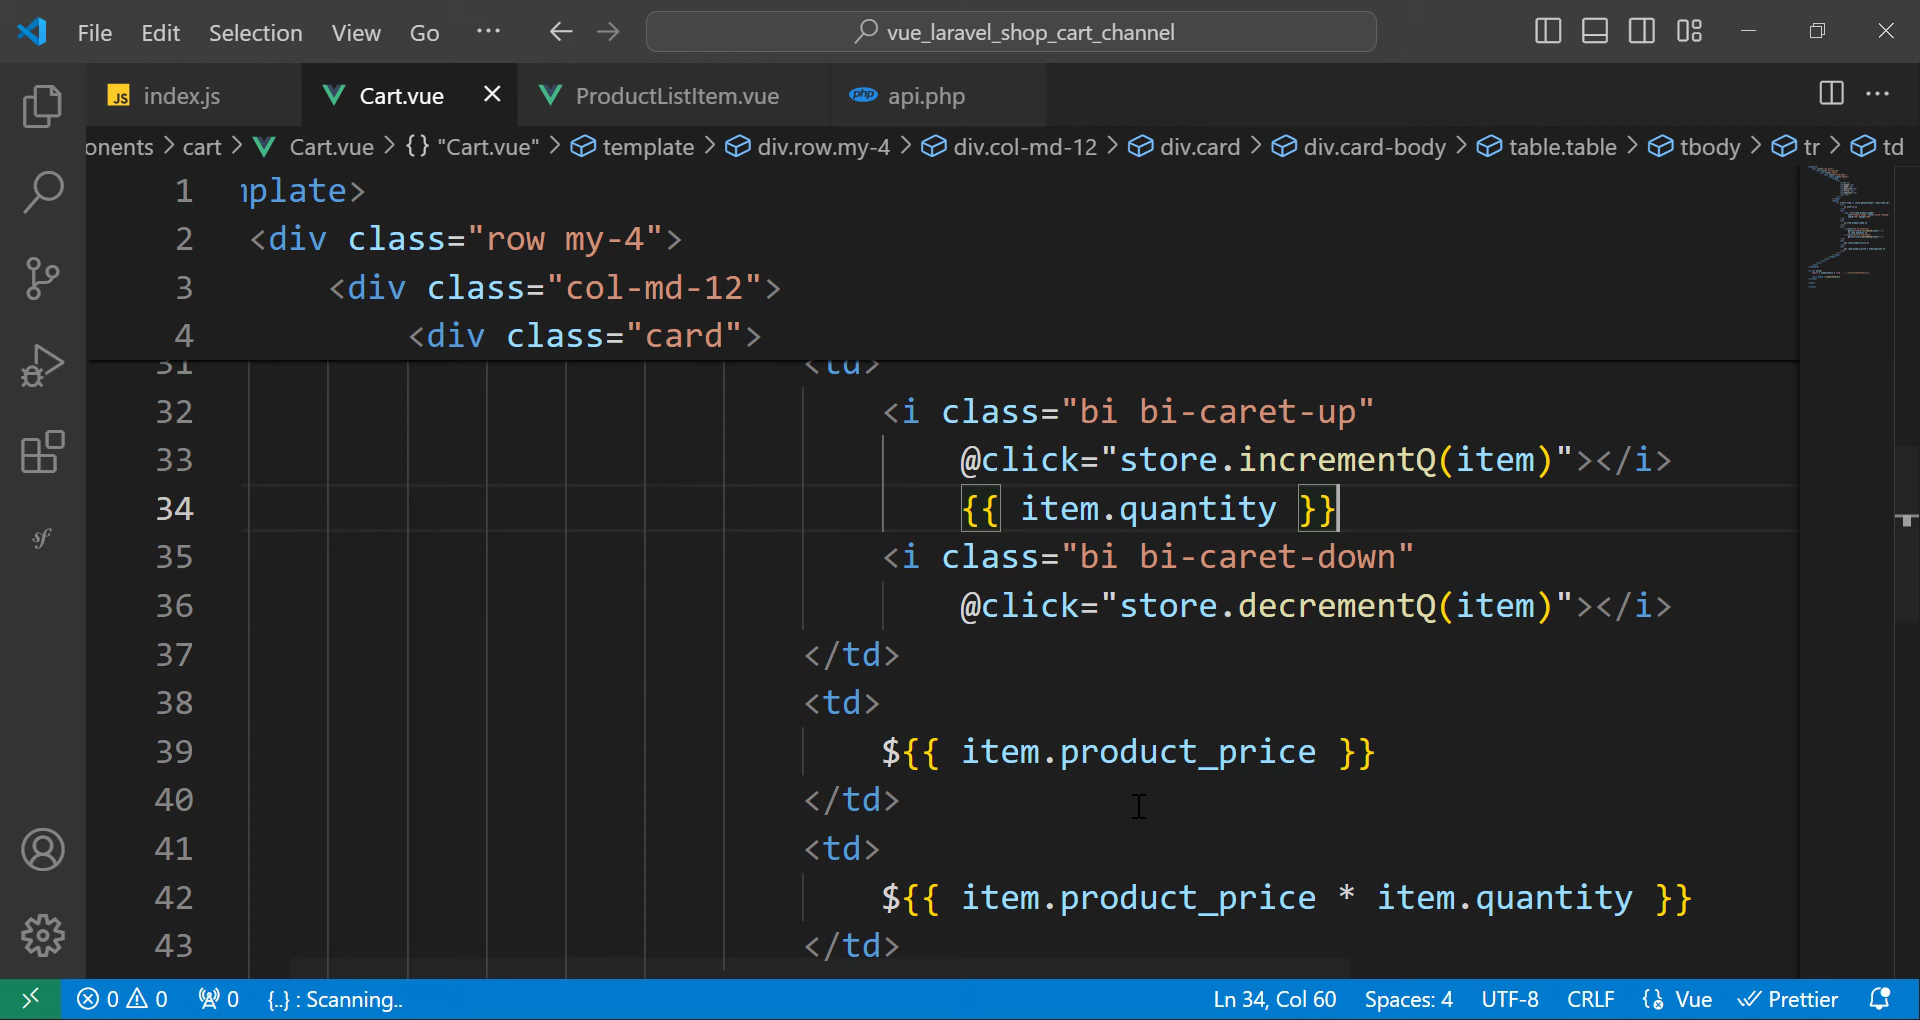 File Edit Selection View Go ··· vue_laravel_shop_cart_channel
JS index.js Cart.vue ProductListItem.vue php api.php
onents > cart > Cart.vue > {} "Cart.vue" > template > div.row.my-4 > div.col-md-12 > div.card > div.card-body > table.table > tbody > tr > td
1 mplate>
2 <div class="row my-4">
3 <div class="col-md-12">
4 <div class="card">
31 <td>
32 <i class="bi bi-caret-up"
33 @click="store.incrementQ(item)"></i>
34 {{ item.quantity }}
35 <i class="bi bi-caret-down"
36 @click="store.decrementQ(item)"></i>
37 </td>
38 <td>
39 ${{ item.product_price }}
40 </td>
41 <td>
42 ${{ item.product_price * item.quantity }}
43 </td>
0 0 0 {..} : Scanning.. Ln 34, Col 60 Spaces: 4 UTF-8 CRLF Vue Prettier